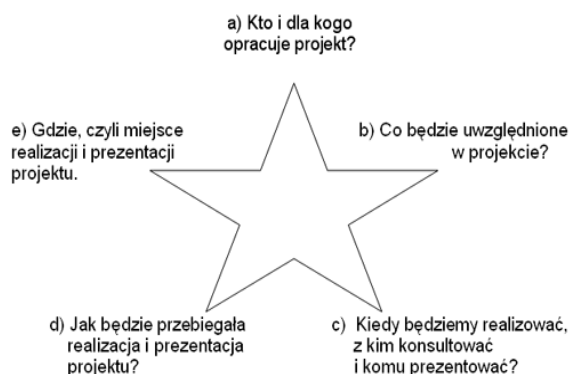 a) Kto i dla kogo
opracuje projekt?
e) Gdzie, czyli miejsce
realizacji i prezentacji
projektu.
b) Co będzie uwzględnione
w projekcie?
d) Jak będzie przebiegała
realizacja i prezentacja
projektu?
c) Kiedy będziemy realizować,
z kim konsultować
i komu prezentować?